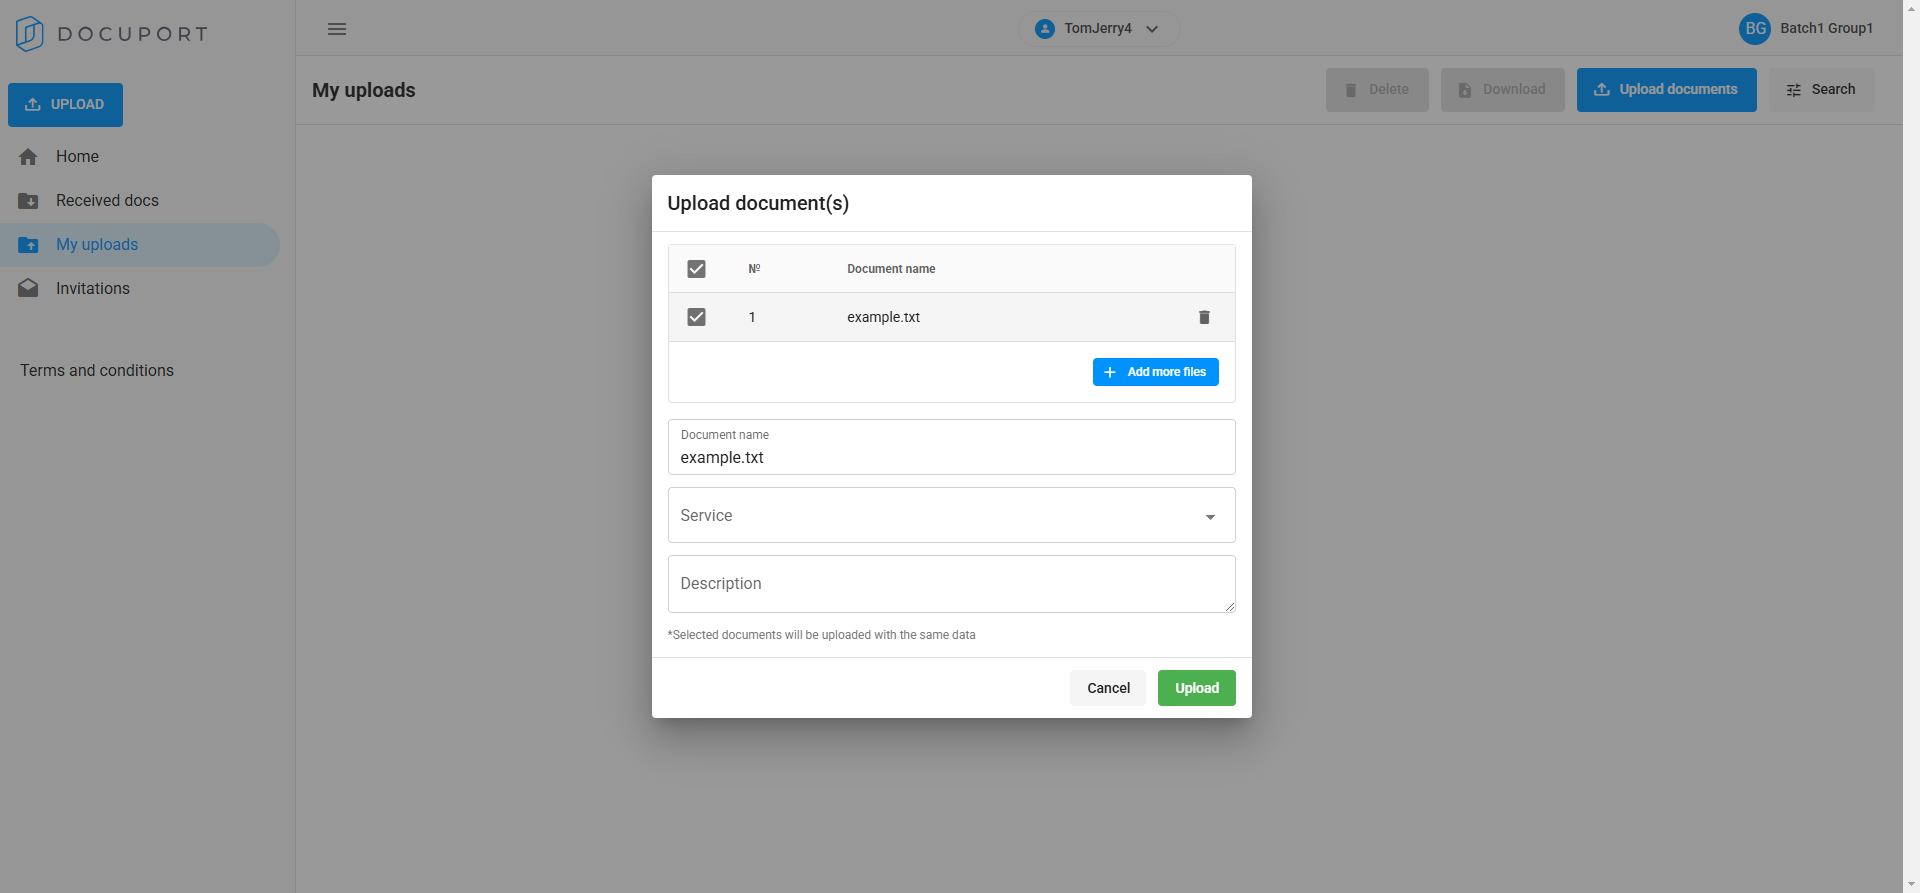 DOCUPORT
TomJerry4
BG Batch1 Group1
UPLOAD
Home
Received docs
My uploads
Invitations
Terms and conditions
My uploads
Delete
Download
Upload documents
Search
Upload document(s)
№ Document name
1 example.txt
Add more files
Document name
example.txt
Service
Description
*Selected documents will be uploaded with the same data
Cancel Upload